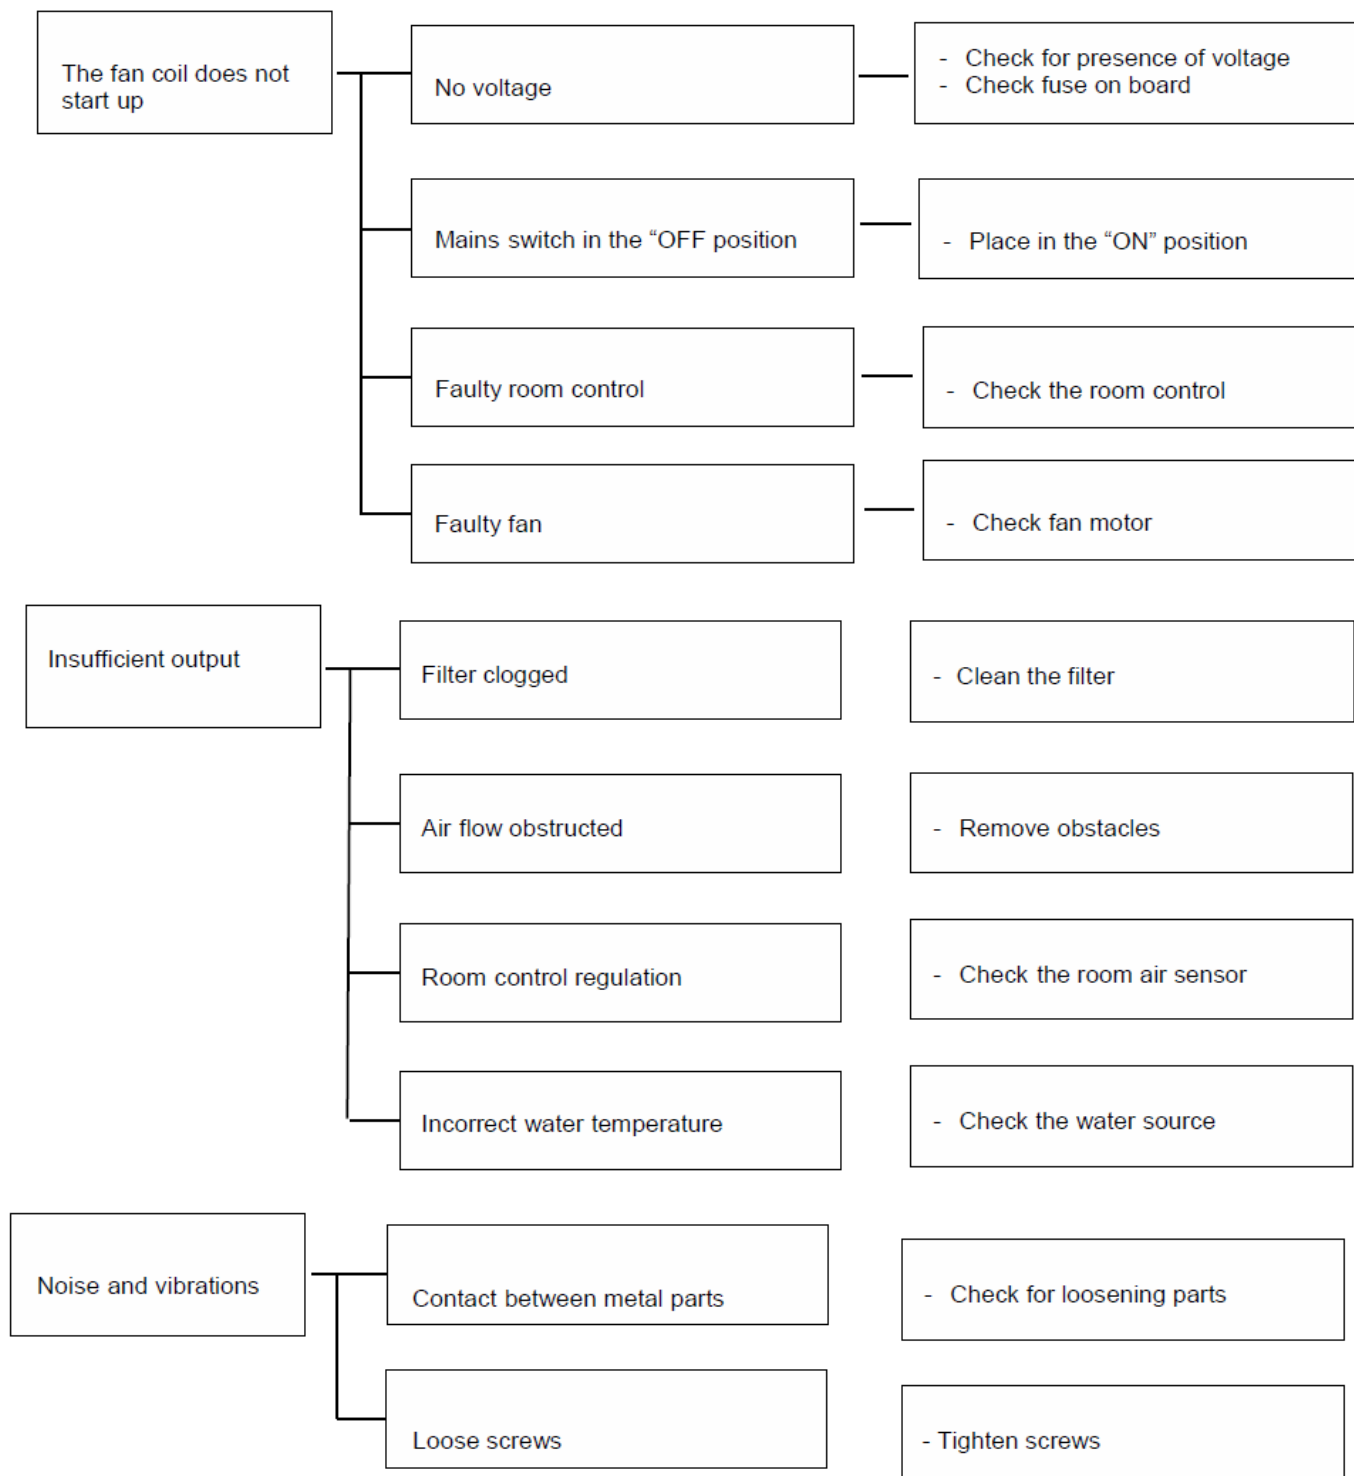 The fan coil does not
start up
No voltage
- Check for presence of voltage
- Check fuse on board
Mains switch in the “OFF position
- Place in the “ON” position
Faulty room control
- Check the room control
Faulty fan
- Check fan motor
Insufficient output
Filter clogged
- Clean the filter
Air flow obstructed
- Remove obstacles
Room control regulation
- Check the room air sensor
Incorrect water temperature
- Check the water source
Noise and vibrations
Contact between metal parts
- Check for loosening parts
Loose screws
- Tighten screws